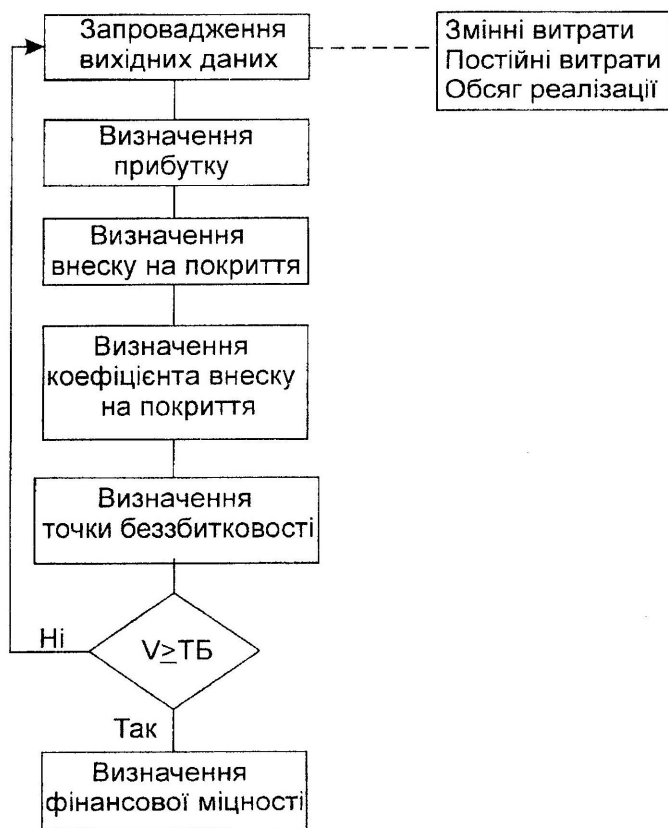 Запровадження
вихідних даних
Змінні витрати
Постійні витрати
Обсяг реалізації
Визначення
прибутку
Визначення
внеску на покриття
Визначення
коефіцієнта внеску
на покриття
Визначення
точки беззбитковості
Ні
V≥ТБ
Так
Визначення
фінансової міцності